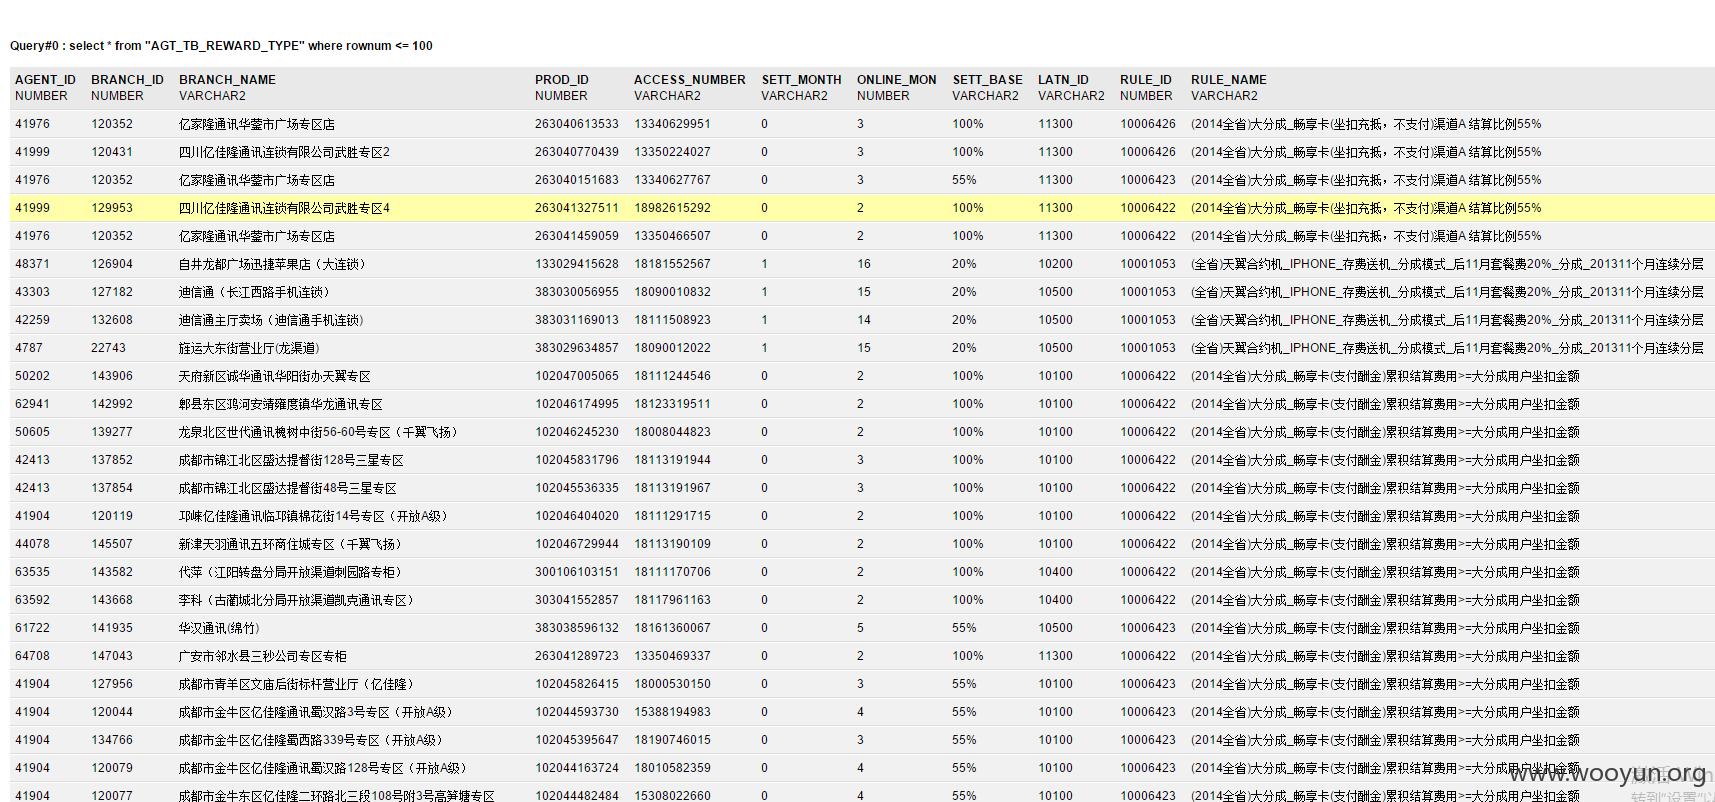 Query#0 : select * from "AGT_TB_REWARD_TYPE" where rownum <= 100
AGENT_ID BRANCH_ID BRANCH_NAME PROD_ID ACCESS_NUMBER SETT_MONTH ONLINE_MON SETT_BASE LATN_ID RULE_ID RULE_NAME
NUMBER NUMBER VARCHAR2 NUMBER VARCHAR2 VARCHAR2 NUMBER VARCHAR2 VARCHAR2 NUMBER VARCHAR2
41976 120352 亿家隆通讯华蓥市广场专区店 263040613533 13340629951 0 3 100% 11300 10006426 (2014全省)大分成_畅享卡(坐扣充抵，不支付)渠道A 结算比例55%
41999 120431 四川亿佳隆通讯连锁有限公司武胜专区2 263040770439 13350224027 0 3 100% 11300 10006426 (2014全省)大分成_畅享卡(坐扣充抵，不支付)渠道A 结算比例55%
41976 120352 亿家隆通讯华蓥市广场专区店 263040151683 13340627767 0 3 55% 11300 10006423 (2014全省)大分成_畅享卡(坐扣充抵，不支付)渠道A 结算比例55%
41999 129953 四川亿佳隆通讯连锁有限公司武胜专区4 263041327511 18982615292 0 2 100% 11300 10006422 (2014全省)大分成_畅享卡(坐扣充抵，不支付)渠道A 结算比例55%
41976 120352 亿家隆通讯华蓥市广场专区店 263041459059 13350466507 0 2 100% 11300 10006422 (2014全省)大分成_畅享卡(坐扣充抵，不支付)渠道A 结算比例55%
48371 126904 自井龙都广场迅捷苹果店（大连锁） 133029415628 18181552567 1 16 20% 10200 10001053 (全省)天翼合约机_IPHONE_存费送机_分成模式_后11月套餐费20%_分成_201311个月连续分层
43303 127182 迪信通（长江西路手机连锁） 383030056955 18090010832 1 15 20% 10500 10001053 (全省)天翼合约机_IPHONE_存费送机_分成模式_后11月套餐费20%_分成_201311个月连续分层
42259 132608 迪信通主厅卖场（迪信通手机连锁) 383031169013 18111508923 1 14 20% 10500 10001053 (全省)天翼合约机_IPHONE_存费送机_分成模式_后11月套餐费20%_分成_201311个月连续分层
4787 22743 旌运大东街营业厅(龙渠道) 383029634857 18090012022 1 15 20% 10500 10001053 (全省)天翼合约机_IPHONE_存费送机_分成模式_后11月套餐费20%_分成_201311个月连续分层
50202 143906 天府新区诚华通讯华阳街办天翼专区 102047005065 18111244546 0 2 100% 10100 10006422 (2014全省)大分成_畅享卡(支付酬金)累积结算费用>=大分成用户坐扣金额
62941 142992 郫县东区鹃河安靖雍度镇华龙通讯专区 102046174995 18123319511 0 2 100% 10100 10006422 (2014全省)大分成_畅享卡(支付酬金)累积结算费用>=大分成用户坐扣金额
50605 139277 龙泉北区世代通讯槐树中街56-60号专区（千翼飞扬） 102046245230 18008044823 0 2 100% 10100 10006422 (2014全省)大分成_畅享卡(支付酬金)累积结算费用>=大分成用户坐扣金额
42413 137852 成都市锦江北区盛达提督街128号三星专区 102045831796 18113191944 0 3 100% 10100 10006422 (2014全省)大分成_畅享卡(支付酬金)累积结算费用>=大分成用户坐扣金额
42413 137854 成都市锦江北区盛达提督街48号三星专区 102045536335 18113191967 0 3 100% 10100 10006422 (2014全省)大分成_畅享卡(支付酬金)累积结算费用>=大分成用户坐扣金额
41904 120119 邛崃亿佳隆通讯临邛镇棉花街14号专区（开放A级） 102046404020 18111291715 0 2 100% 10100 10006422 (2014全省)大分成_畅享卡(支付酬金)累积结算费用>=大分成用户坐扣金额
44078 145507 新津天羽通讯五环商住城专区（千翼飞扬） 102046729944 18113190109 0 2 100% 10100 10006422 (2014全省)大分成_畅享卡(支付酬金)累积结算费用>=大分成用户坐扣金额
63535 143582 代萍（江阳转盘分局开放渠道刺园路专柜） 300106103151 18111170706 0 2 100% 10400 10006422 (2014全省)大分成_畅享卡(支付酬金)累积结算费用>=大分成用户坐扣金额
63592 143668 李科（古蔺城北分局开放渠道凯克通讯专区） 303041552857 18117961163 0 2 100% 10400 10006422 (2014全省)大分成_畅享卡(支付酬金)累积结算费用>=大分成用户坐扣金额
61722 141935 华汉通讯(绵竹) 383038596132 18161360067 0 5 55% 10500 10006423 (2014全省)大分成_畅享卡(支付酬金)累积结算费用>=大分成用户坐扣金额
64708 147043 广安市邻水县三秒公司专区专柜 263041289723 13350469337 0 2 100% 11300 10006422 (2014全省)大分成_畅享卡(支付酬金)累积结算费用>=大分成用户坐扣金额
41904 127956 成都市青羊区文庙后街标杆营业厅（亿佳隆） 102045826415 18000530150 0 3 55% 10100 10006423 (2014全省)大分成_畅享卡(支付酬金)累积结算费用>=大分成用户坐扣金额
41904 120044 成都市金牛区亿佳隆通讯蜀汉路3号专区（开放A级） 102044593730 15388194983 0 4 55% 10100 10006423 (2014全省)大分成_畅享卡(支付酬金)累积结算费用>=大分成用户坐扣金额
41904 134766 成都市金牛区亿佳隆蜀西路339号专区（开放A级） 102045395647 18190746015 0 3 55% 10100 10006423 (2014全省)大分成_畅享卡(支付酬金)累积结算费用>=大分成用户坐扣金额
41904 120079 成都市金牛区亿佳隆通讯蜀汉路128号专区（开放A级） 102044163724 18010582359 0 4 55% 10100 10006423 (2014全省)大分成_畅享卡(支付酬金)累积结算费用>=大分成用户坐扣金额
www.wooyun.org
41904 120077 成都市金牛东区亿佳隆二环路北三段108号附3号高笋塘专区 102044482484 15308022660 0 4 55% 10100 10006423 (2014全省)大分成_畅享卡(支付酬金)累积结算费用>=大分成用户坐扣金额
转到"设置"以